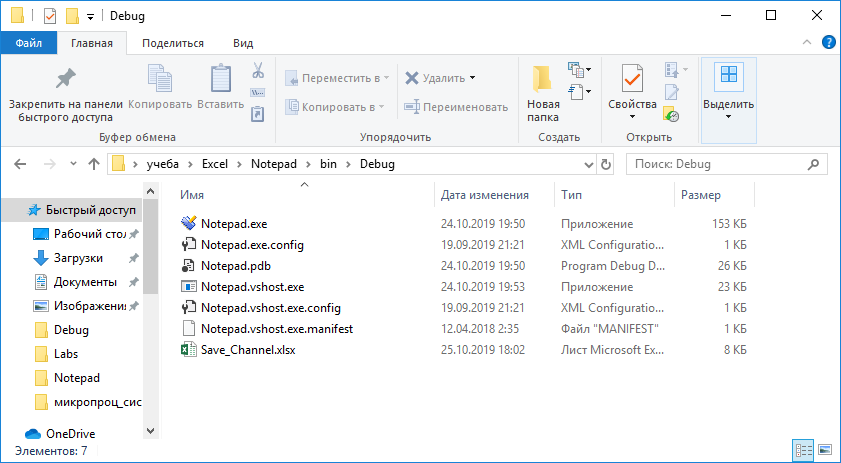 Debug
Файл Главная Поделиться Вид
Закрепить на панели быстрого доступа
Копировать
Вставить
Переместить в
Копировать в
Удалить
Переименовать
Новая папка
Свойства
Выделить
Буфер обмена Упорядочить Создать Открыть
учеба Excel Notepad bin Debug
Поиск: Debug
Имя Дата изменения Тип Размер
Быстрый доступ
Рабочий стол
Загрузки
Документы
Изображения
Debug
Labs
Notepad
микропроц_сис
OneDrive
Notepad.exe 24.10.2019 19:50 Приложение 153 КБ
Notepad.exe.config 19.09.2019 21:21 XML Configuratio... 1 КБ
Notepad.pdb 24.10.2019 19:50 Program Debug D... 26 КБ
Notepad.vshost.exe 24.10.2019 19:53 Приложение 23 КБ
Notepad.vshost.exe.config 19.09.2019 21:21 XML Configuratio... 1 КБ
Notepad.vshost.exe.manifest 12.04.2018 2:35 Файл "MANIFEST" 1 КБ
Save_Channel.xlsx 25.10.2019 18:02 Лист Microsoft Ex... 8 КБ
Элементов: 7